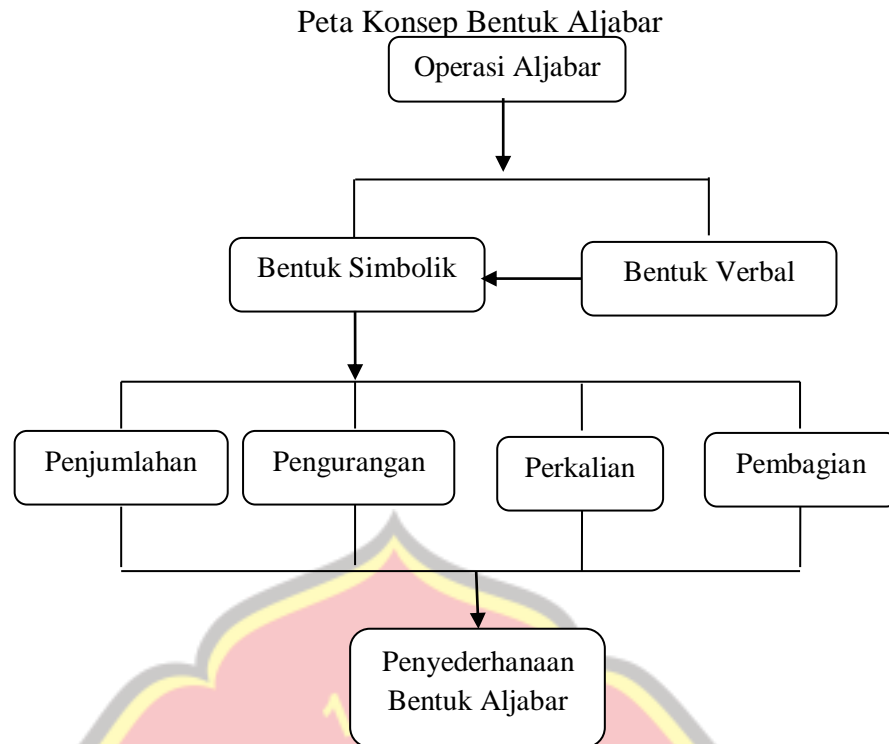 Peta Konsep Bentuk Aljabar
Operasi Aljabar
Bentuk Simbolik
Bentuk Verbal
Penjumlahan
Pengurangan
Perkalian
Pembagian
Penyederhanaan
Bentuk Aljabar